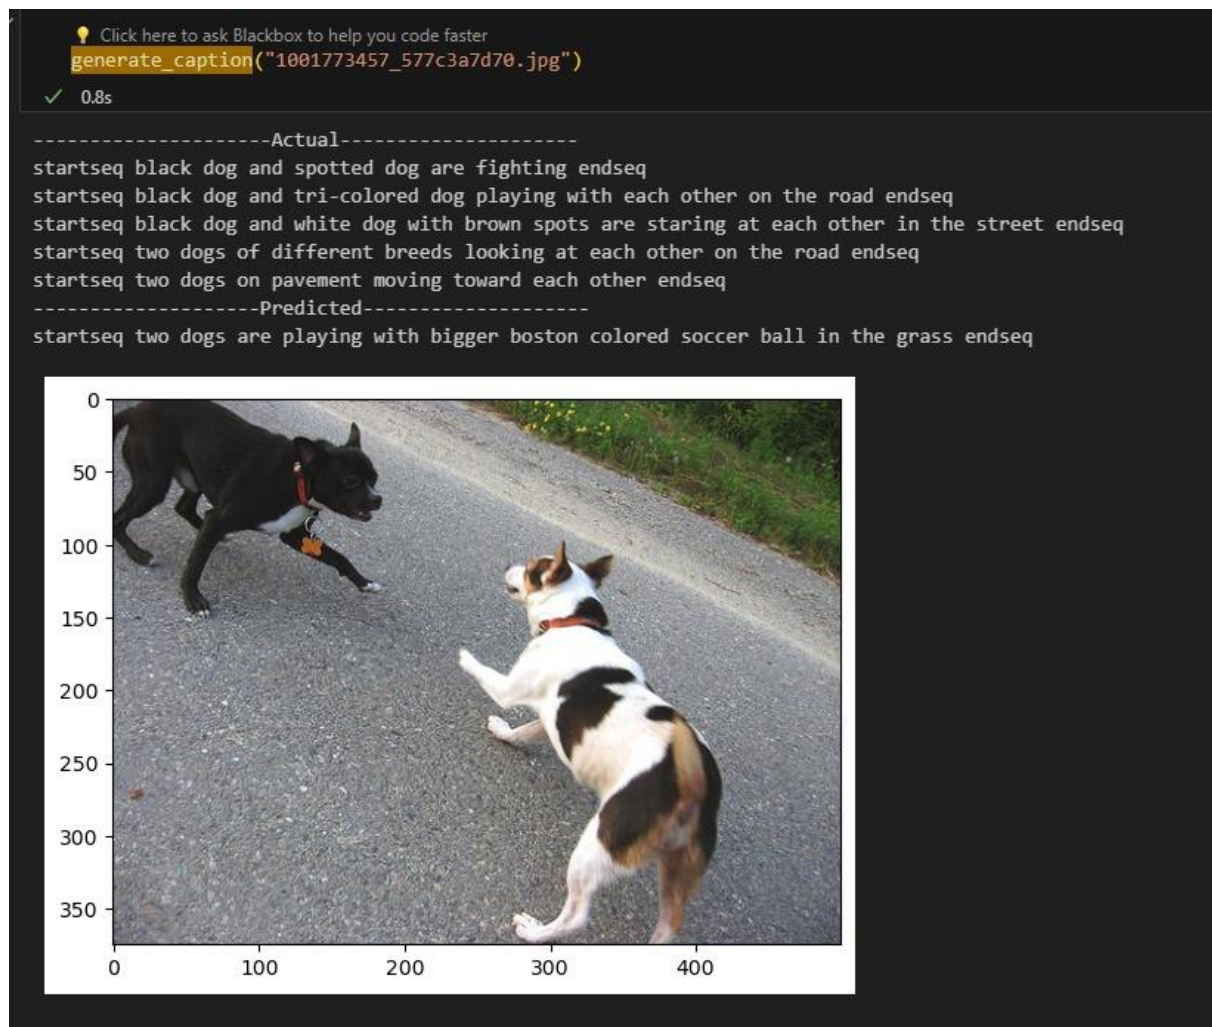 Click here to ask Blackbox to help you code faster
generate_caption("1001773457_577c3a7d70.jpg")
0.8s
---------------------Actual---------------------
startseq black dog and spotted dog are fighting endseq
startseq black dog and tri-colored dog playing with each other on the road endseq
startseq black dog and white dog with brown spots are staring at each other in the street endseq
startseq two dogs of different breeds looking at each other on the road endseq
startseq two dogs on pavement moving toward each other endseq
--------------------Predicted--------------------
startseq two dogs are playing with bigger boston colored soccer ball in the grass endseq
0
50
100
150
200
250
300
350
0 100 200 300 400